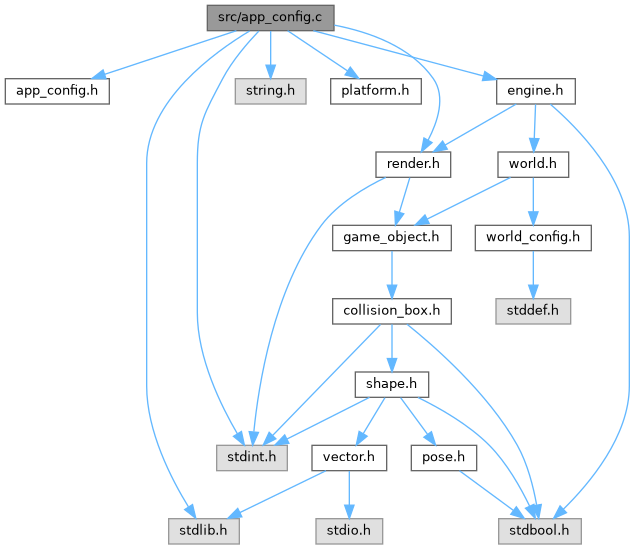 src/app_config.c
app_config.h
string.h
platform.h
engine.h
render.h
world.h
game_object.h
world_config.h
collision_box.h
stddef.h
shape.h
stdint.h
vector.h
pose.h
stdlib.h
stdio.h
stdbool.h